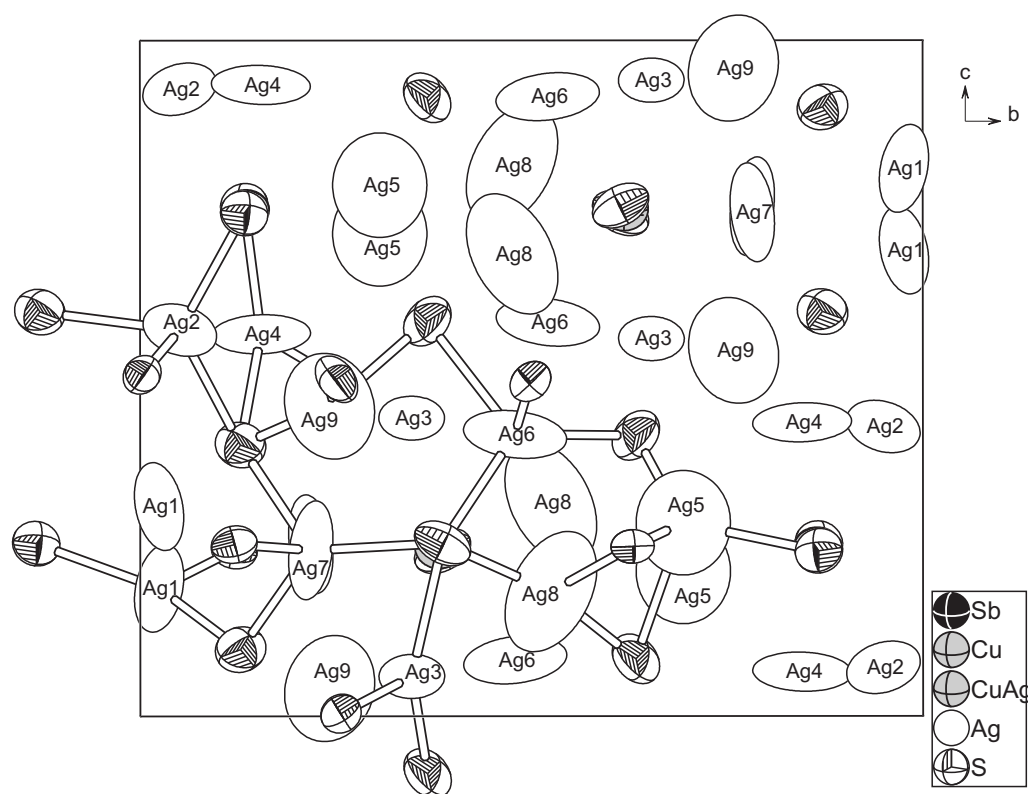 Ag9
c
Ag2 Ag4 Ag6 Ag3
b
Ag8 Ag1
Ag5 Ag7
Ag5 Ag8 Ag1
Ag2 Ag4 Ag6 Ag3 Ag9
Ag9 Ag3 Ag6 Ag4 Ag2
Ag1 Ag8 Ag5
Ag1 Ag7 Ag8 Ag5
Sb
Ag9 Ag3 Ag6 Ag4 Ag2
Cu
CuAg
Ag
S